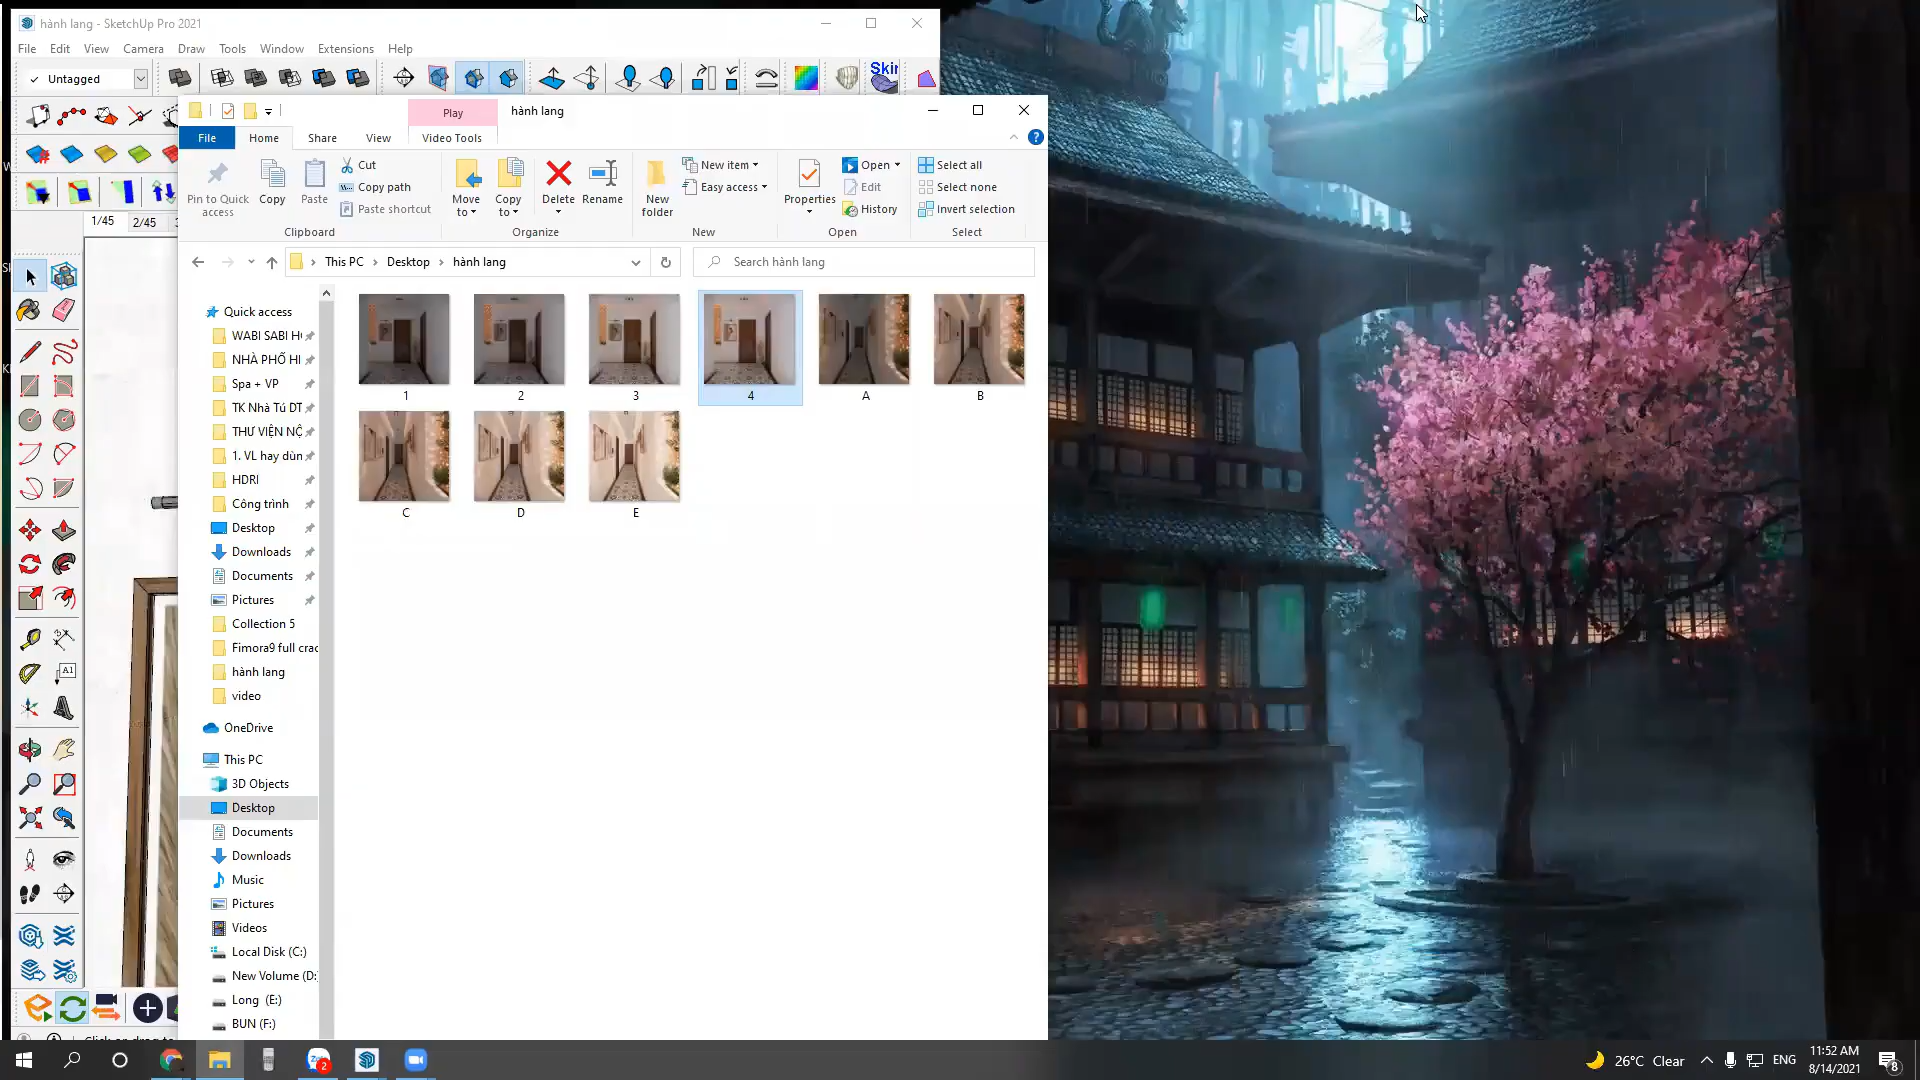 hành lang - SketchUp Pro 2021
File Edit View Camera Draw Tools Window Extensions Help
Untagged
Play
hành lang
File Home Share View Video Tools
Pin to Quick access
Copy
Paste
Cut
Copy path
Paste shortcut
Move to
Copy to
Delete
Rename
New folder
New item
Easy access
Properties
Open
Edit
History
Select all
Select none
Invert selection
Clipboard Organize New Open Select
1/45 2/45
This PC Desktop hành lang
Search hành lang
Quick access
WABI SABI
NHÀ PHỐ HI
Spa + VP
TK Nhà Tú DT
THƯ VIỆN NỘ
1. VL hay dùn
HDRI
Công trình
Desktop
Downloads
Documents
Pictures
Collection 5
Fimora9 full crac
hành lang
video
OneDrive
This PC
3D Objects
Desktop
Documents
Downloads
Music
Pictures
Videos
Local Disk (C:)
New Volume (D:
Long (E:)
BUN (F:)
1 2 3 4 A B
C D E
A1
26°C Clear
ENG
11:52 AM
8/14/2021
8
2